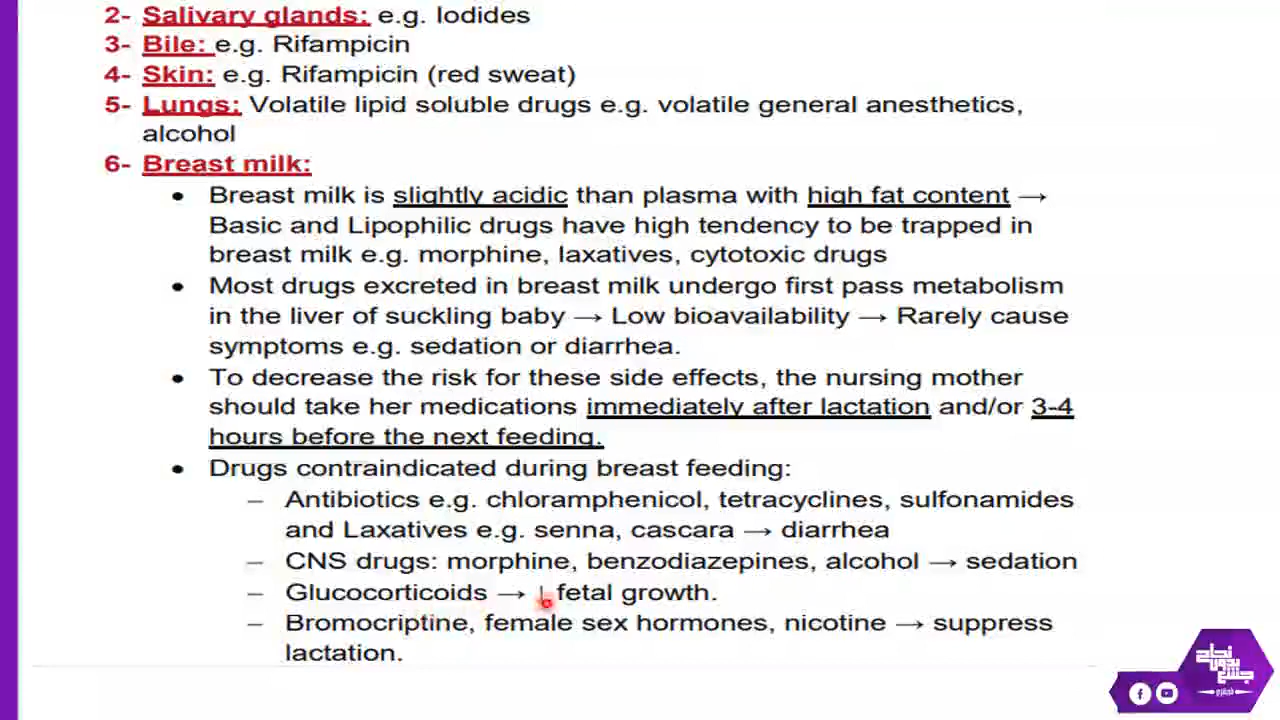 2- Salivary glands: e.g. Iodides
3- Bile: e.g. Rifampicin
4- Skin: e.g. Rifampicin (red sweat)
5- Lungs: Volatile lipid soluble drugs e.g. volatile general anesthetics,
alcohol
6- Breast milk:
• Breast milk is slightly acidic than plasma with high fat content →
Basic and Lipophilic drugs have high tendency to be trapped in
breast milk e.g. morphine, laxatives, cytotoxic drugs
• Most drugs excreted in breast milk undergo first pass metabolism
in the liver of suckling baby → Low bioavailability → Rarely cause
symptoms e.g. sedation or diarrhea.
• To decrease the risk for these side effects, the nursing mother
should take her medications immediately after lactation and/or 3-4
hours before the next feeding.
• Drugs contraindicated during breast feeding:
– Antibiotics e.g. chloramphenicol, tetracyclines, sulfonamides
and Laxatives e.g. senna, cascara → diarrhea
– CNS drugs: morphine, benzodiazepines, alcohol → sedation
– Glucocorticoids → ↓ fetal growth.
– Bromocriptine, female sex hormones, nicotine → suppress
lactation.